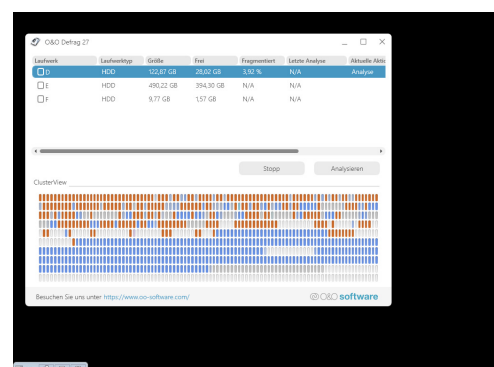 O&O Defrag 27
Laufwerk Laufwerktyp Größe Frei Fragmentiert Letzte Analyse Aktuelle Aktic
D HDD 122,87 GB 28,02 GB 3,92 % N/A Analyse
E HDD 490,22 GB 394,30 GB N/A N/A
F HDD 9,77 GB 1,57 GB N/A N/A
Stopp Analysieren
ClusterView
Besuchen Sie uns unter https://www.oo-software.com/ O&O software